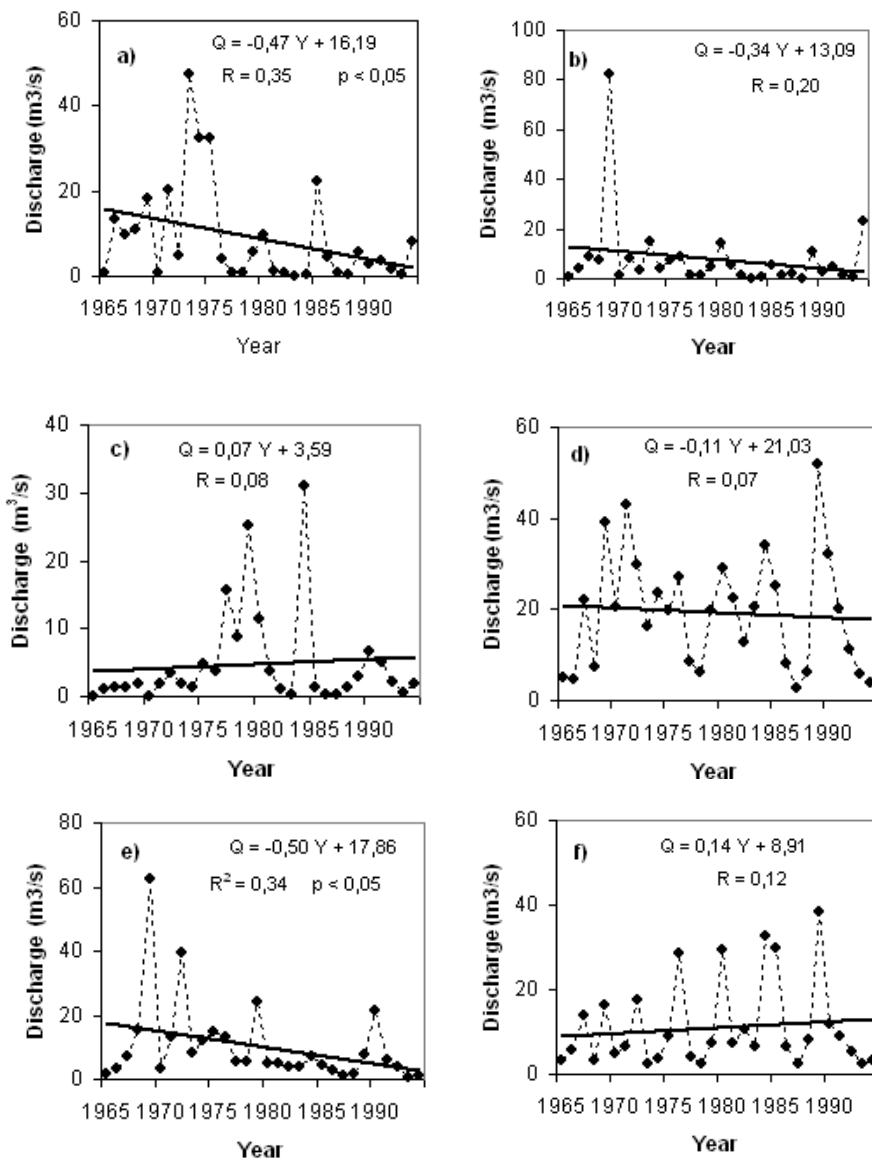 a)
Q = -0,47 Y + 16,19
R = 0,35 p < 0,05
Discharge (m3/s)
60
40
20
0
1965 1970 1975 1980 1985 1990
Year
b)
Q = -0,34 Y + 13,09
R = 0,20
Discharge (m3/s)
100
80
60
40
20
0
1965 1970 1975 1980 1985 1990
Year
c)
Q = 0,07 Y + 3,59
R = 0,08
Discharge (m³/s)
40
30
20
10
0
1965 1970 1975 1980 1985 1990
Year
d)
Q = -0,11 Y + 21,03
R = 0,07
Discharge (m3/s)
60
40
20
0
1965 1970 1975 1980 1985 1990
Year
e)
Q = -0,50 Y + 17,86
R² = 0,34 p < 0,05
Discharge (m3/s)
80
60
40
20
0
1965 1970 1975 1980 1985 1990
Year
f)
Q = 0,14 Y + 8,91
R = 0,12
Discharge (m3/s)
60
40
20
0
1965 1970 1975 1980 1985 1990
Year